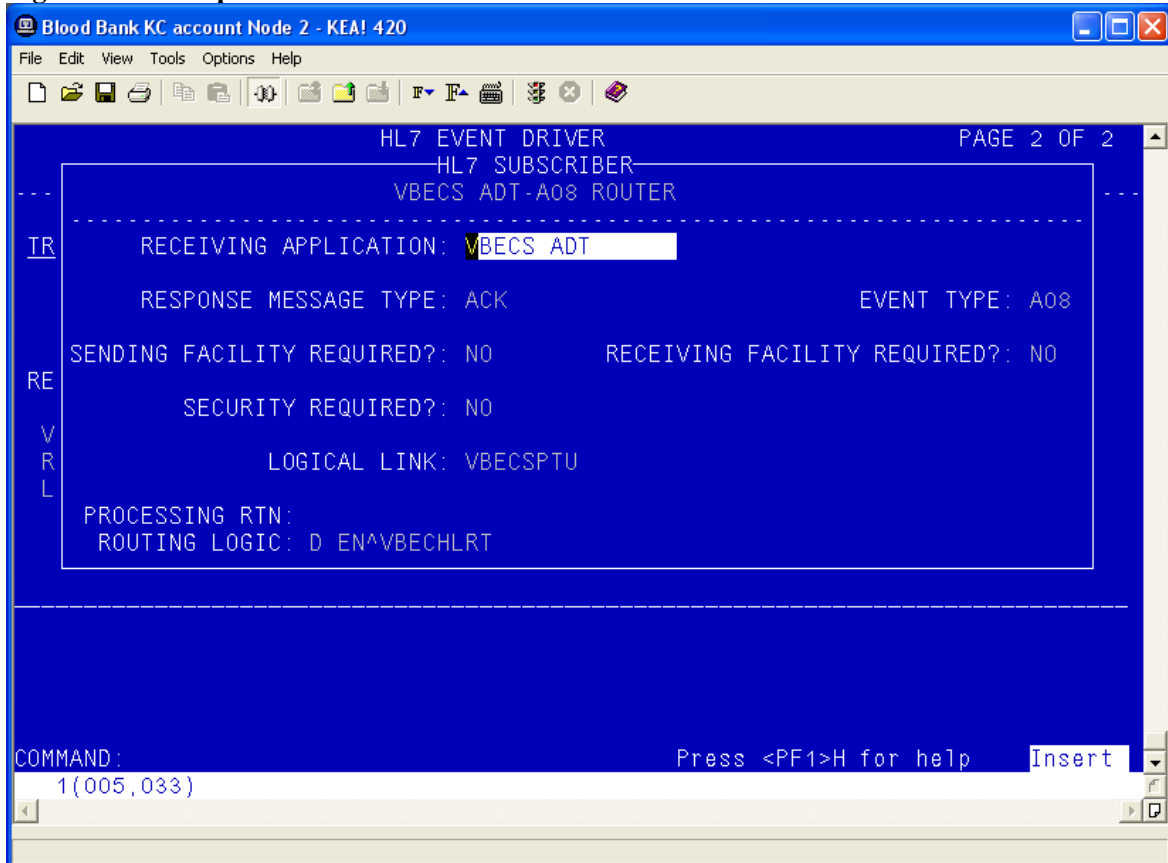 Blood Bank KC account Node 2 - KEA! 420
File Edit View Tools Options Help
HL7 EVENT DRIVER PAGE 2 OF 2
HL7 SUBSCRIBER
--- VBECS ADT-A08 ROUTER ---
TR RECEIVING APPLICATION: VBECS ADT
RESPONSE MESSAGE TYPE: ACK EVENT TYPE: A08
SENDING FACILITY REQUIRED?: NO RECEIVING FACILITY REQUIRED?: NO
RE
SECURITY REQUIRED?: NO
V
R LOGICAL LINK: VBECSPTU
L
PROCESSING RTN:
ROUTING LOGIC: D EN^VBECHLRT
COMMAND: Press <PF1>H for help Insert
1(005,033)